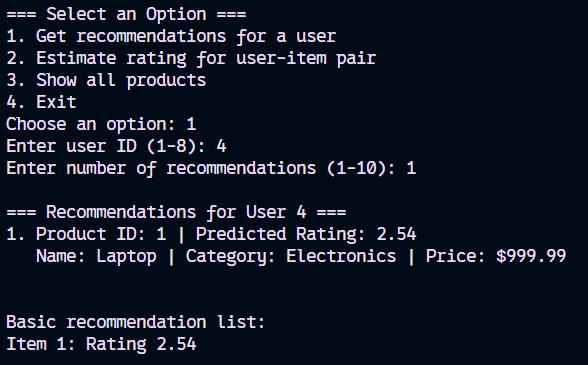 === Select an Option ===
1. Get recommendations for a user
2. Estimate rating for user-item pair
3. Show all products
4. Exit
Choose an option: 1
Enter user ID (1-8): 4
Enter number of recommendations (1-10): 1
=== Recommendations for User 4 ===
1. Product ID: 1 | Predicted Rating: 2.54
Name: Laptop | Category: Electronics | Price: $999.99
Basic recommendation list:
Item 1: Rating 2.54